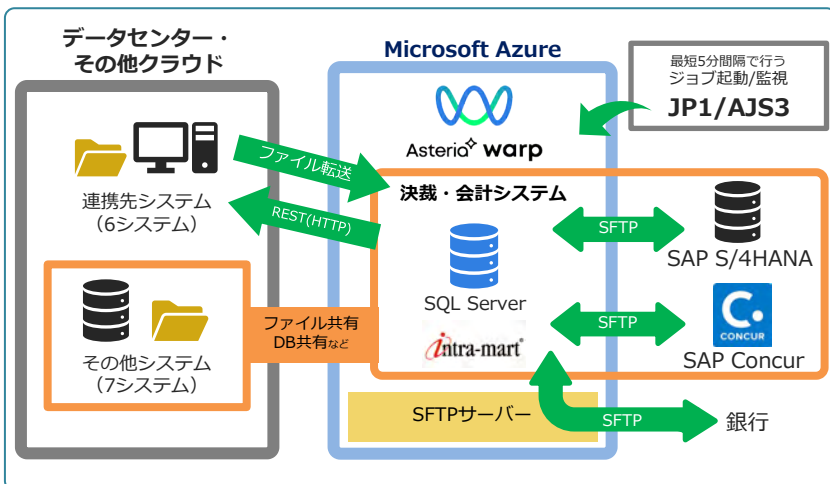 データセンター・
その他クラウド
Microsoft Azure
最短5分間隔で行う
ジョブ起動/監視
JP1/AJS3
Asteria warp
ファイル転送
連携先システム
（6システム）
REST(HTTP)
決裁・会計システム
SFTP
SAP S/4HANA
SQL Server
ファイル共有
DB共有など
その他システム
（7システム）
intra-mart®
SFTP
C.
CONCUR
SAP Concur
SFTPサーバー
SFTP
銀行